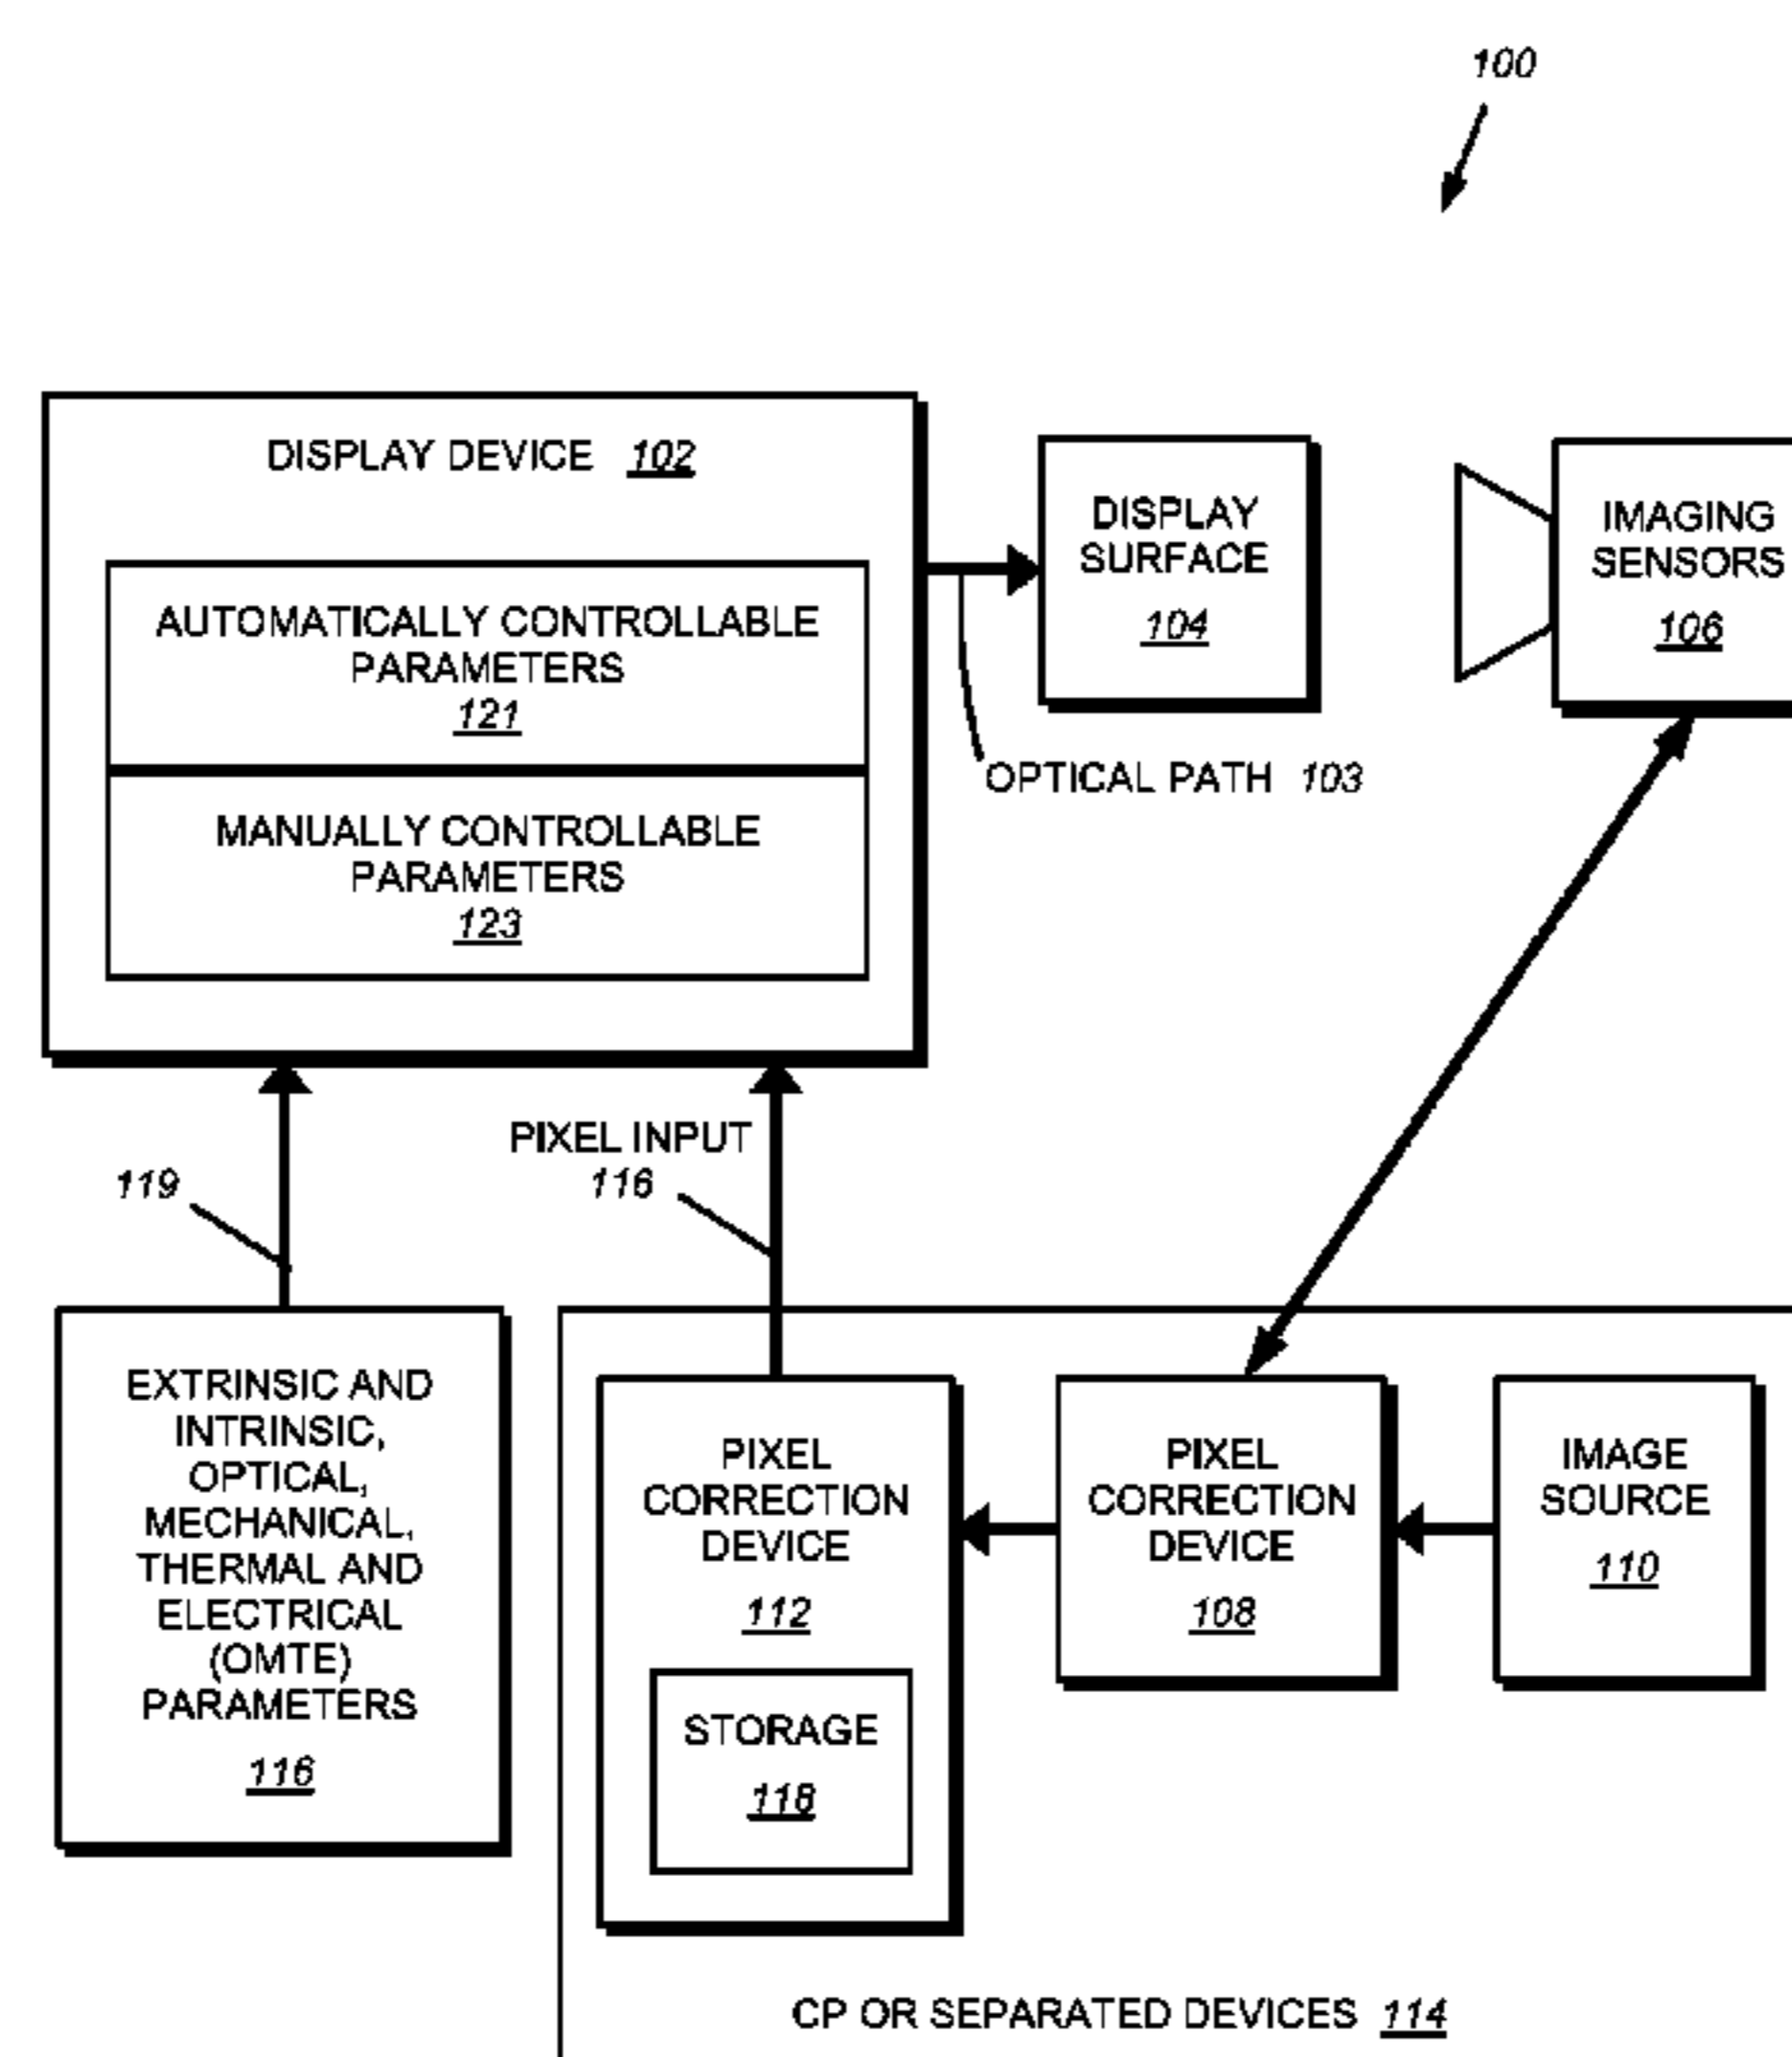 100
DISPLAY DEVICE 102
AUTOMATICALLY CONTROLLABLE
PARAMETERS
121
MANUALLY CONTROLLABLE
PARAMETERS
123
DISPLAY
SURFACE
104
OPTICAL PATH 103
IMAGING
SENSORS
106
119
PIXEL INPUT
116
EXTRINSIC AND
INTRINSIC,
OPTICAL,
MECHANICAL,
THERMAL AND
ELECTRICAL
(OMTE)
PARAMETERS
116
PIXEL
CORRECTION
DEVICE
112
STORAGE
118
PIXEL
CORRECTION
DEVICE
108
IMAGE
SOURCE
110
CP OR SEPARATED DEVICES 114